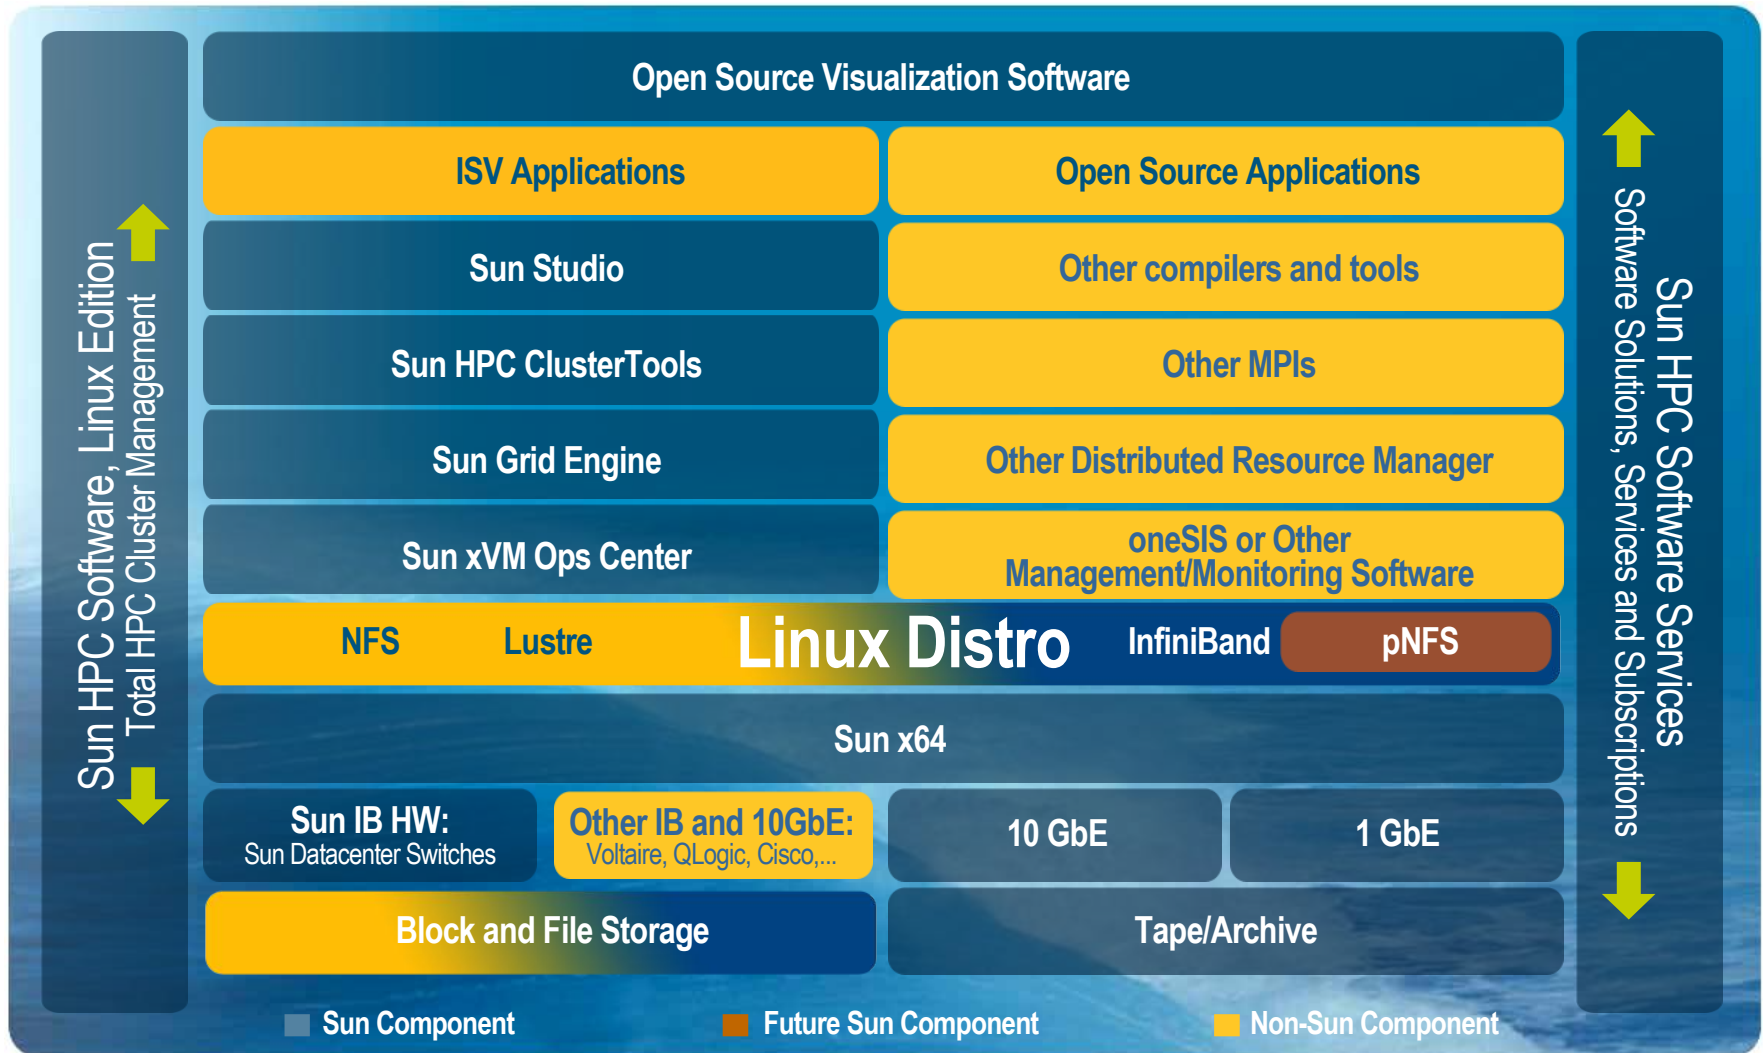 Open Source Visualization Software
ISV Applications
Open Source Applications
Sun Studio
Other compilers and tools
Sun HPC ClusterTools
Other MPIs
Sun Grid Engine
Other Distributed Resource Manager
Sun xVM Ops Center
oneSIS or Other
Management/Monitoring Software
NFS
Lustre
Linux Distro
InfiniBand
pNFS
Sun x64
Sun IB HW:
Sun Datacenter Switches
Other IB and 10GbE:
Voltaire, QLogic, Cisco,...
10 GbE
1 GbE
Block and File Storage
Tape/Archive
Sun HPC Software, Linux Edition
Total HPC Cluster Management
Sun HPC Software Services
Software Solutions, Services and Subscriptions
Sun Component
Future Sun Component
Non-Sun Component